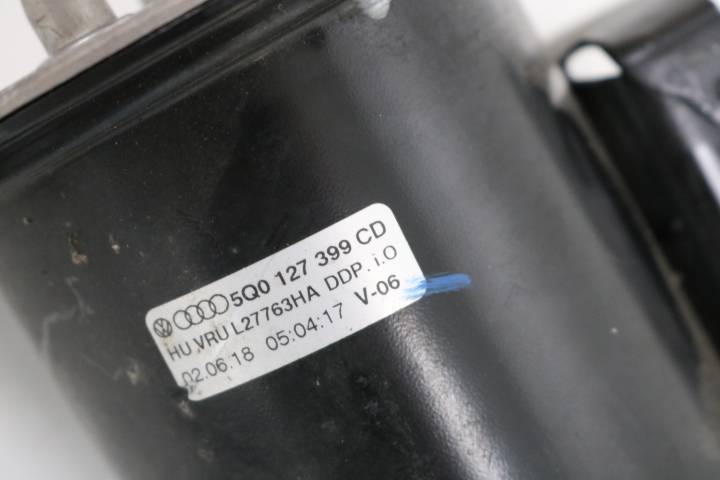 5Q0 127 399 CD
HU VRU L27763HA DDP. i.O
02.06.18 05:04:17 V-06